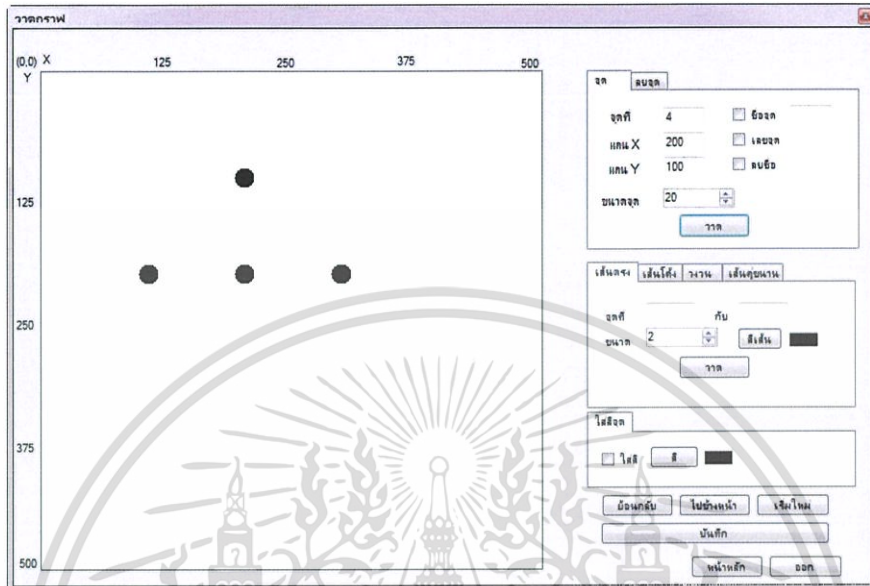 วาดกราฟ
(0,0) X 125 250 375 500
Y
125
250
375
500
จุด ลบจุด
จุดที่ 4 ชื่อจุด
แกน X 200 เลขจุด
แกน Y 100 ลบชื่อ
ขนาดจุด 20
วาด
เส้นตรง เส้นโค้ง วงวน เส้นคู่ขนาน
จุดที่ กับ
ขนาด 2 สีเส้น
วาด
ใส่สีจุด
ใส่สี สี
ย้อนกลับ ไปข้างหน้า เริ่มใหม่
บันทึก
หน้าหลัก ออก